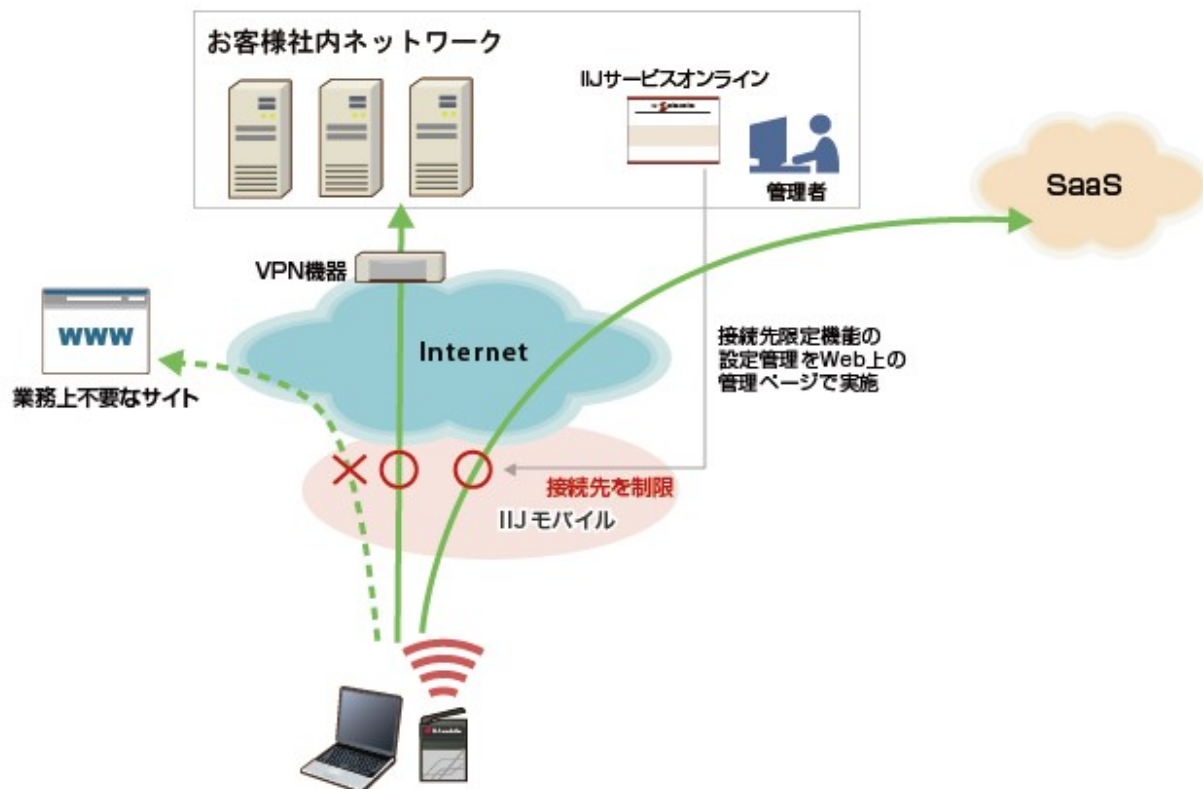 お客様社内ネットワーク
IIJサービスオンライン
管理者
SaaS
VPN機器
Internet
www
業務上不要なサイト
接続先限定機能の
設定管理をWeb上の
管理ページで実施
接続先を制限
IIJモバイル